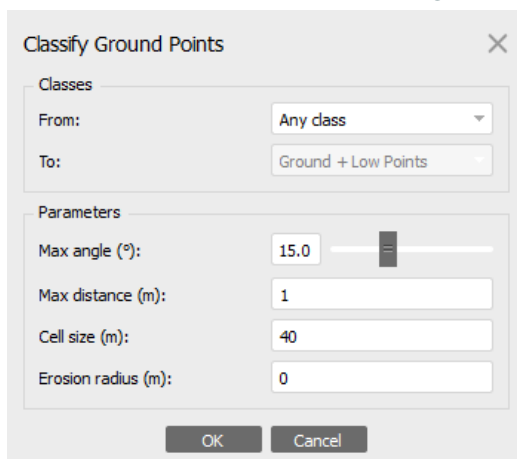 Classify Ground Points
Classes
From: Any class
To: Ground + Low Points
Parameters
Max angle (°): 15.0
Max distance (m): 1
Cell size (m): 40
Erosion radius (m): 0
OK Cancel